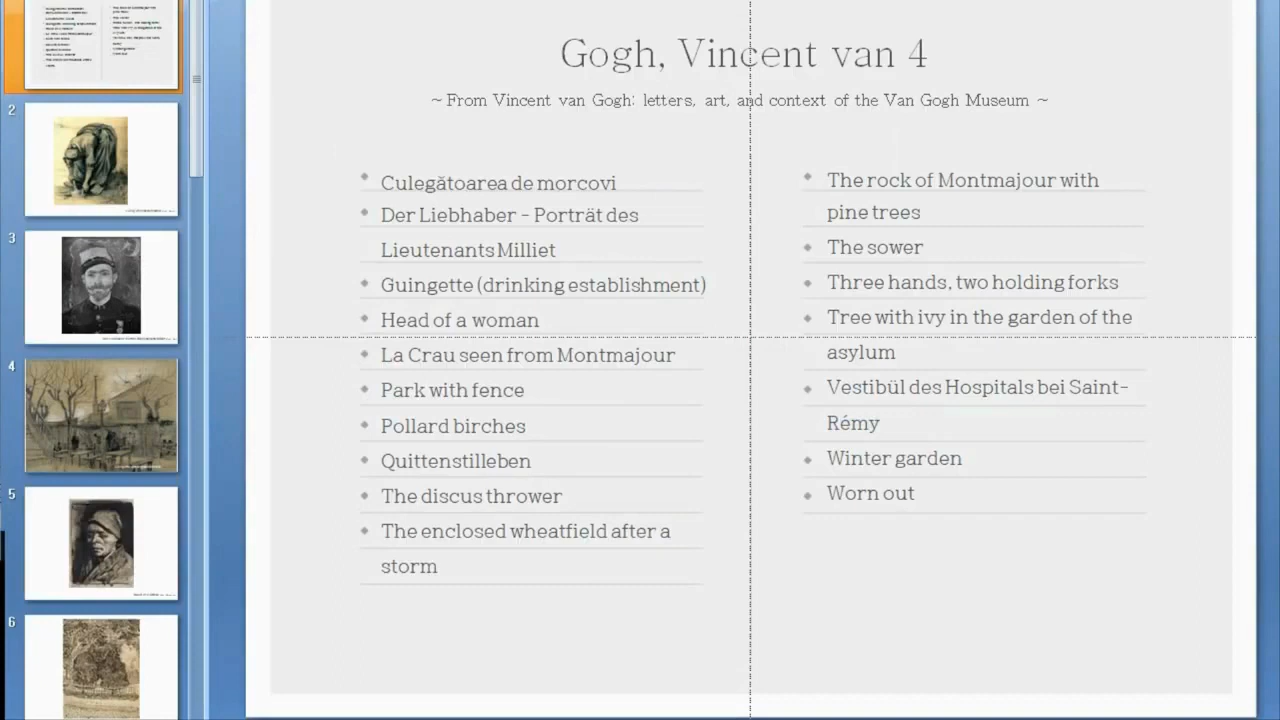 Gogh, Vincent van 4
~ From Vincent van Gogh: letters, art, and context of the Van Gogh Museum ~
Culegătoarea de morcovi
Der Liebhaber - Porträt des
Lieutenants Milliet
Guingette (drinking establishment)
Head of a woman
La Crau seen from Montmajour
Park with fence
Pollard birches
Quittenstilleben
The discus thrower
The enclosed wheatfield after a
storm
The rock of Montmajour with
pine trees
The sower
Three hands, two holding forks
Tree with ivy in the garden of the
asylum
Vestibül des Hospitals bei Saint-
Rémy
Winter garden
Worn out
2
3
4
5
6